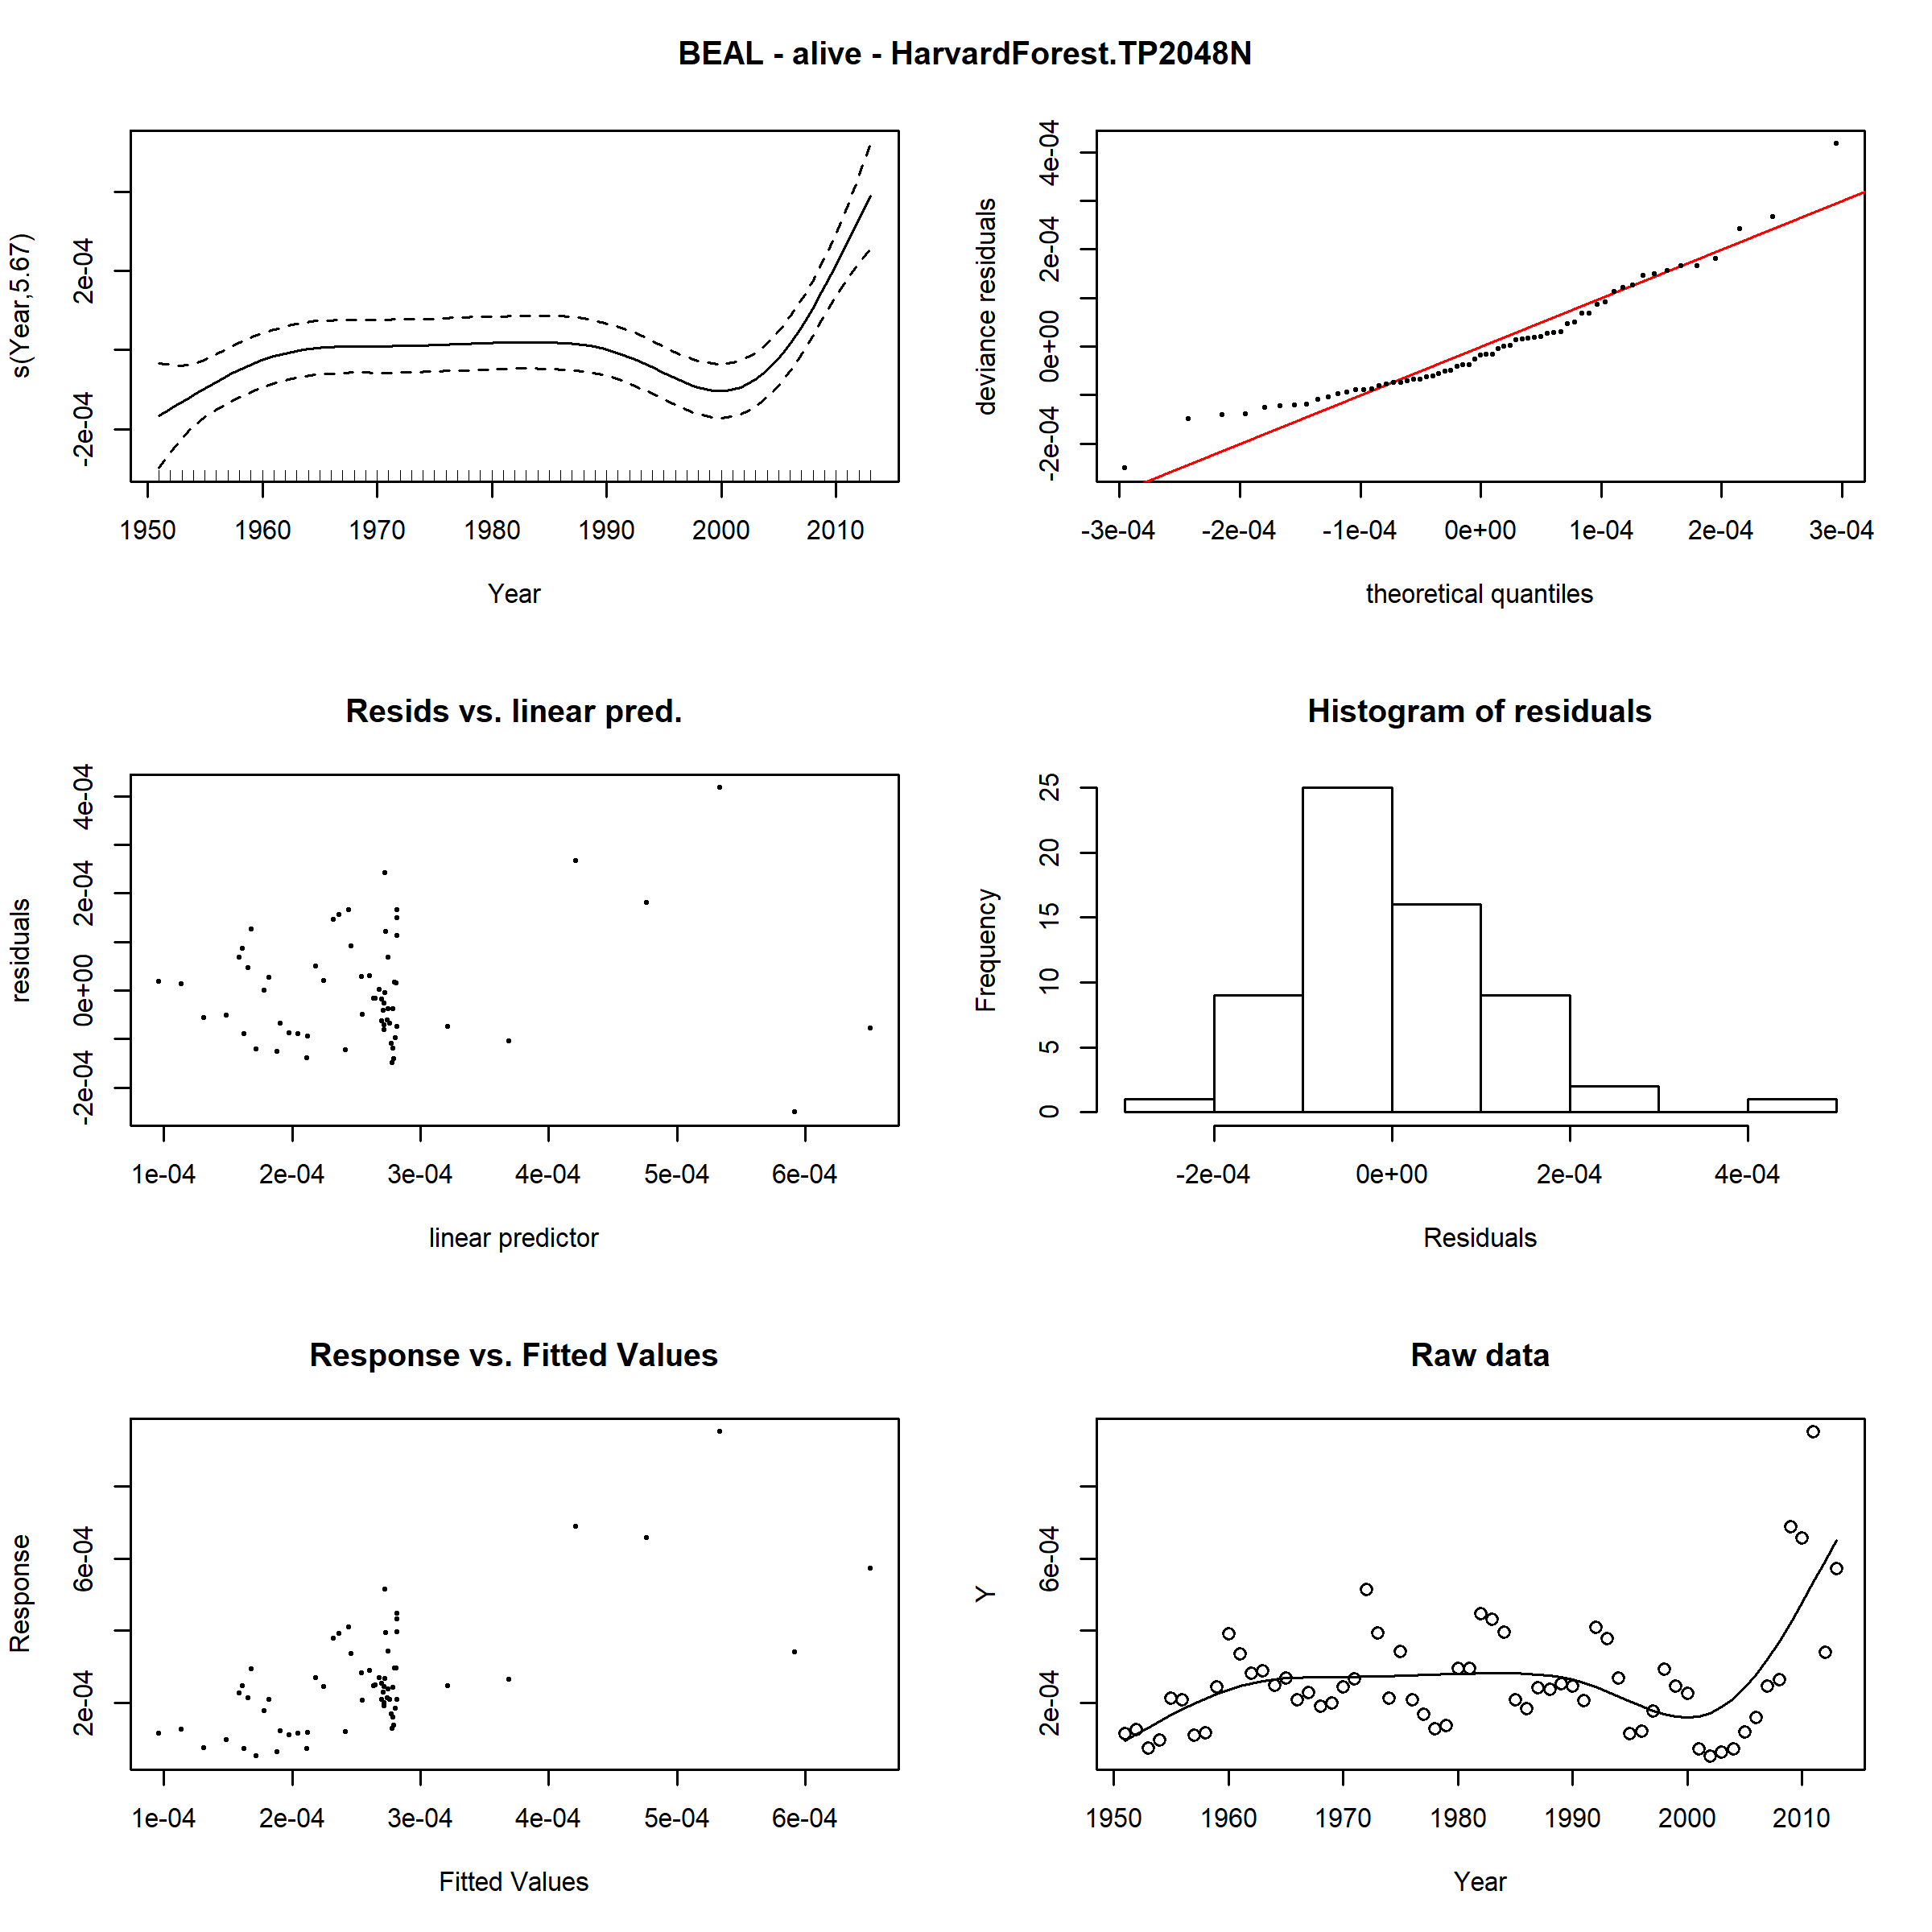 BEAL - alive - HarvardForest.TP2048N
s(Year,5.67)
-2e-04 2e-04
1950 1960 1970 1980 1990 2000 2010
Year
deviance residuals
-2e-04 0e+00 2e-04 4e-04
-3e-04 -2e-04 -1e-04 0e+00 1e-04 2e-04 3e-04
theoretical quantiles
Resids vs. linear pred.
residuals
-2e-04 0e+00 2e-04 4e-04
1e-04 2e-04 3e-04 4e-04 5e-04 6e-04
linear predictor
Histogram of residuals
Frequency
0 5 10 15 20 25
-2e-04 0e+00 2e-04 4e-04
Residuals
Response vs. Fitted Values
Response
2e-04 6e-04
1e-04 2e-04 3e-04 4e-04 5e-04 6e-04
Fitted Values
Raw data
Y
2e-04 6e-04
1950 1960 1970 1980 1990 2000 2010
Year